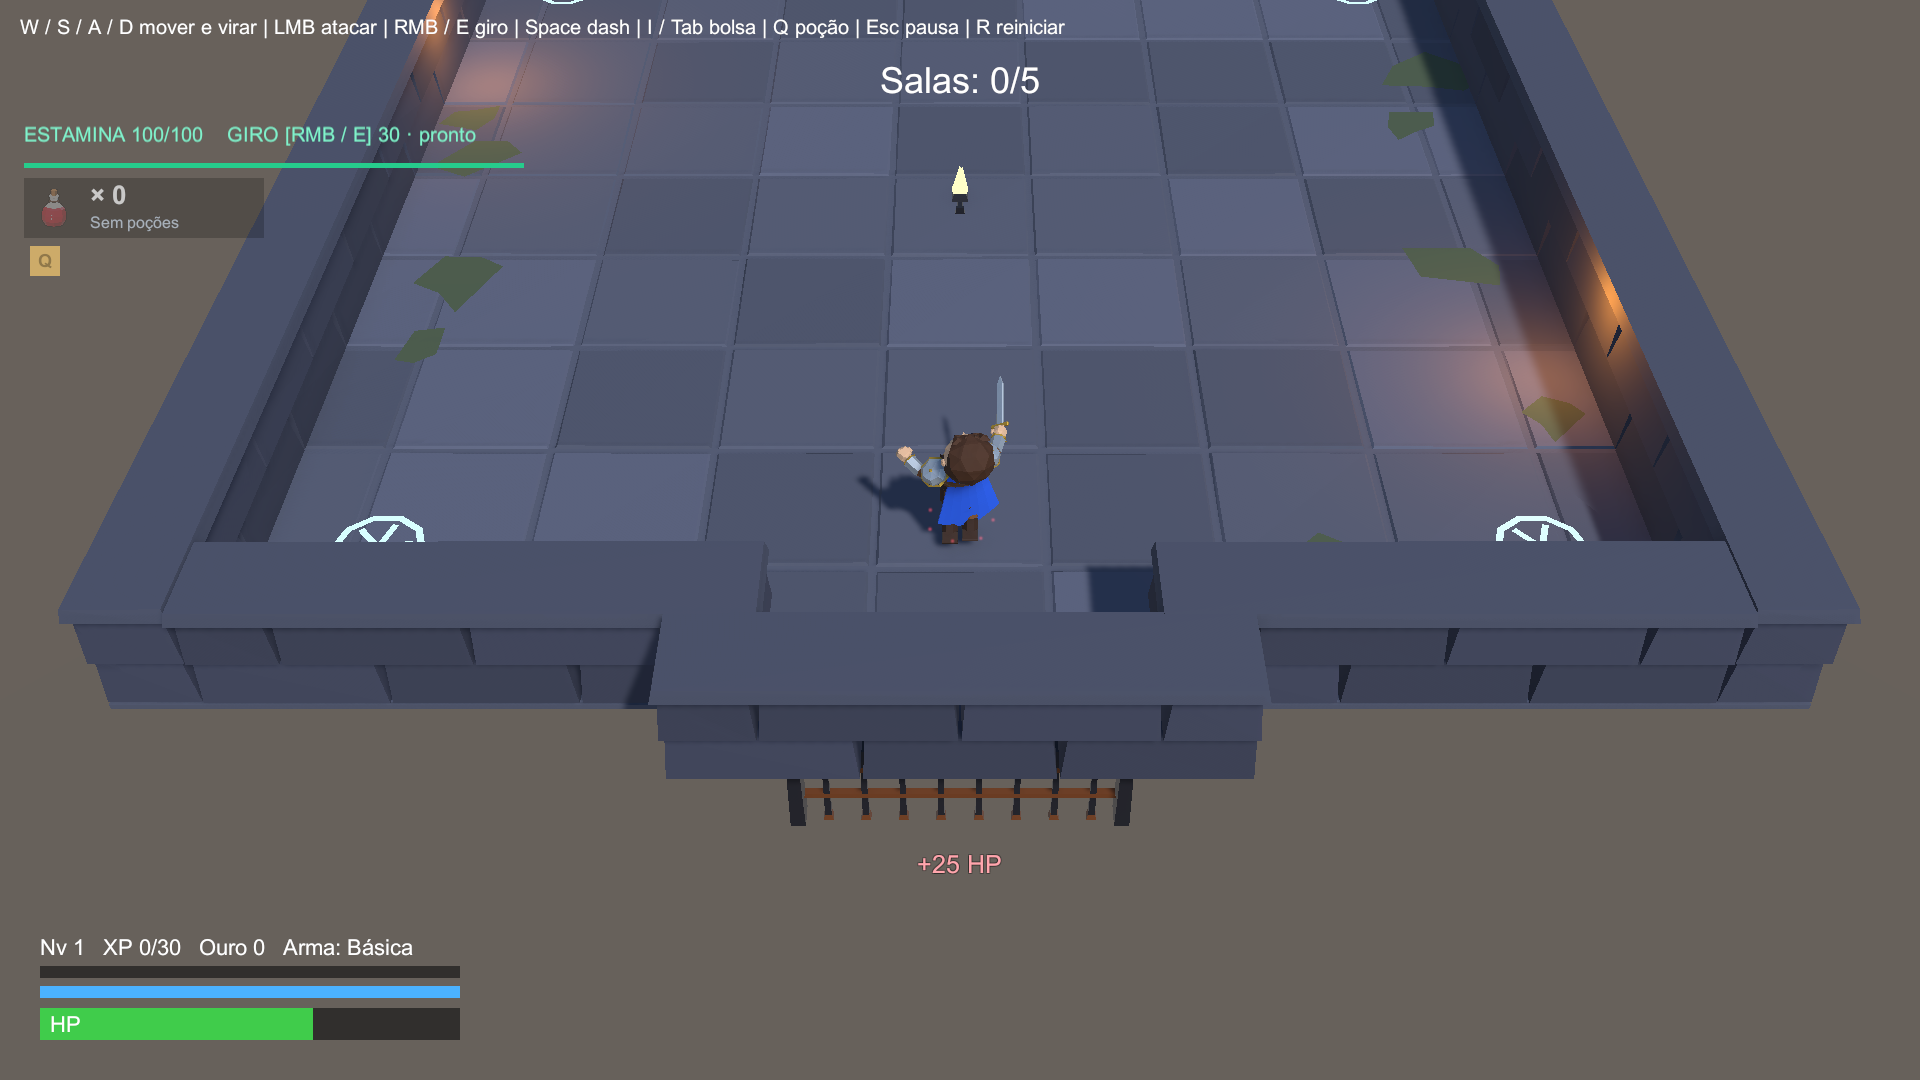 W / S / A / D mover e virar | LMB atacar | RMB / E giro | Space dash | I / Tab bolsa | Q poção | Esc pausa | R reiniciar
Salas: 0/5
ESTAMINA 100/100 GIRO [RMB / E] 30 · pronto
× 0
Sem poções
Q
+25 HP
Nv 1 XP 0/30 Ouro 0 Arma: Básica
HP